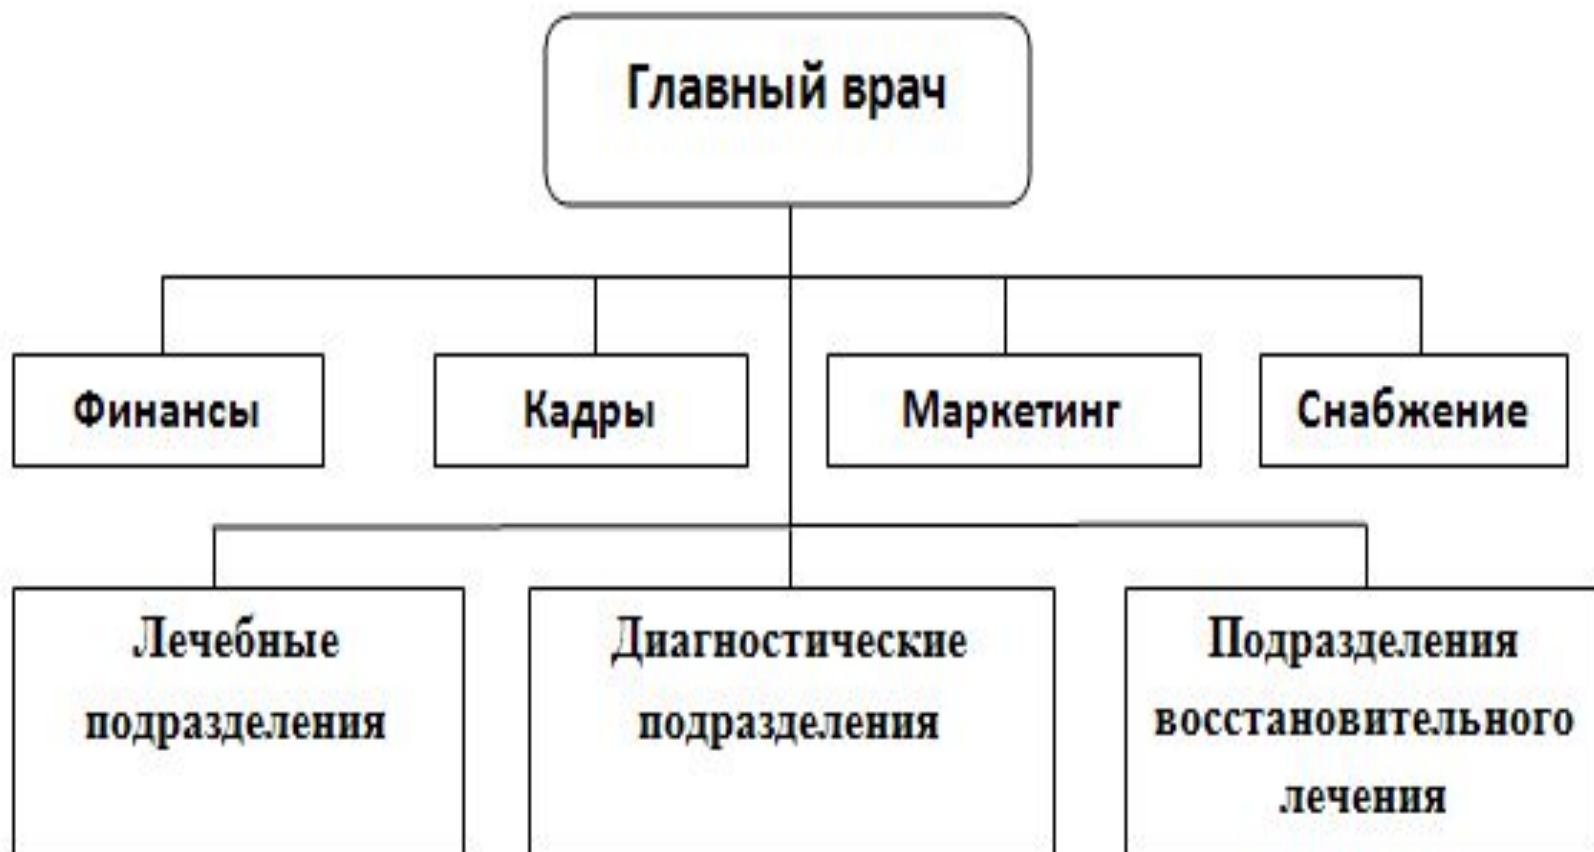 Главный врач
Финансы
Кадры
Маркетинг
Снабжение
Лечебные
подразделения
Диагностические
подразделения
Подразделения
восстановительного
лечения